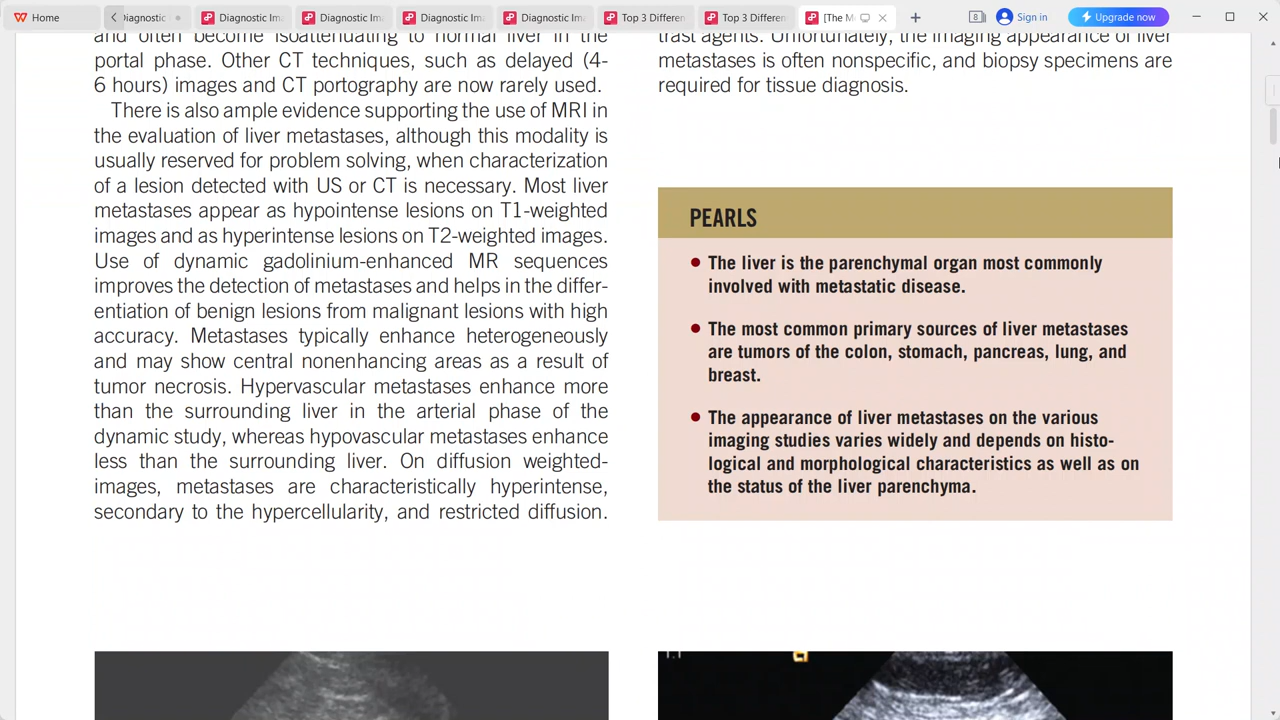 Home
Diagnostic
Diagnostic Im
Diagnostic Im
Diagnostic Im
Diagnostic Im
Top 3 Differen
Top 3 Differen
[The M
8
Sign in
Upgrade now
and often become isoattenuating to normal liver in the
portal phase. Other CT techniques, such as delayed (4-
6 hours) images and CT portography are now rarely used.
There is also ample evidence supporting the use of MRI in
the evaluation of liver metastases, although this modality is
usually reserved for problem solving, when characterization
of a lesion detected with US or CT is necessary. Most liver
metastases appear as hypointense lesions on T1-weighted
images and as hyperintense lesions on T2-weighted images.
Use of dynamic gadolinium-enhanced MR sequences
improves the detection of metastases and helps in the differ-
entiation of benign lesions from malignant lesions with high
accuracy. Metastases typically enhance heterogeneously
and may show central nonenhancing areas as a result of
tumor necrosis. Hypervascular metastases enhance more
than the surrounding liver in the arterial phase of the
dynamic study, whereas hypovascular metastases enhance
less than the surrounding liver. On diffusion weighted-
images, metastases are characteristically hyperintense,
secondary to the hypercellularity, and restricted diffusion.
trast agents. Unfortunately, the imaging appearance of liver
metastases is often nonspecific, and biopsy specimens are
required for tissue diagnosis.
PEARLS
• The liver is the parenchymal organ most commonly
involved with metastatic disease.
• The most common primary sources of liver metastases
are tumors of the colon, stomach, pancreas, lung, and
breast.
• The appearance of liver metastases on the various
imaging studies varies widely and depends on histo-
logical and morphological characteristics as well as on
the status of the liver parenchyma.